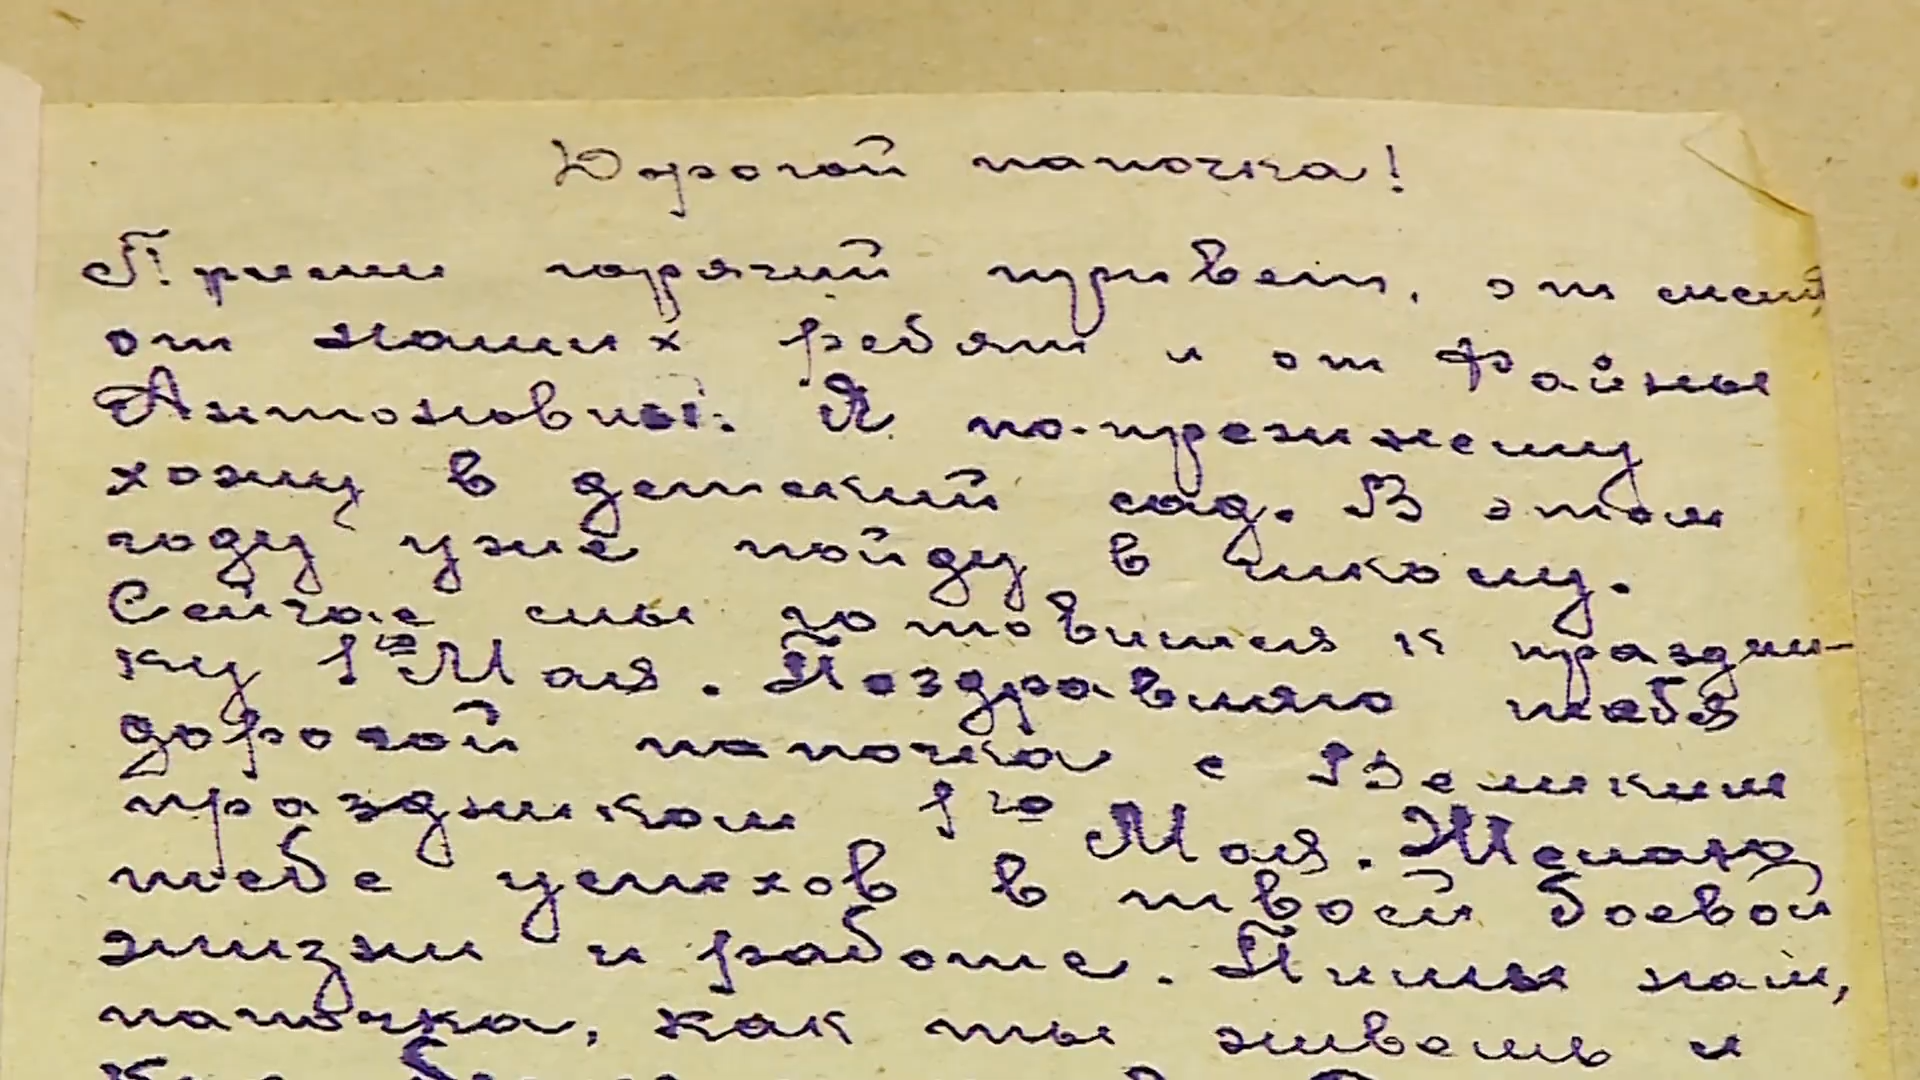 Дорогой папочка!
Прими горячий привет, от меня,
от наших ребят и от Фаины
Антоновны. Я по-прежнему
хожу в детский сад. В этом
году уже пойду в школу.
Сейчас мы готовимся к праздни-
ку 1го Мая. Поздравляю тебя
дорогой папочка с Великим
праздником 1го Мая. Желаю
тебе успехов в твоей боевой
жизни и работе. Пиши нам,
папочка, как ты живешь и